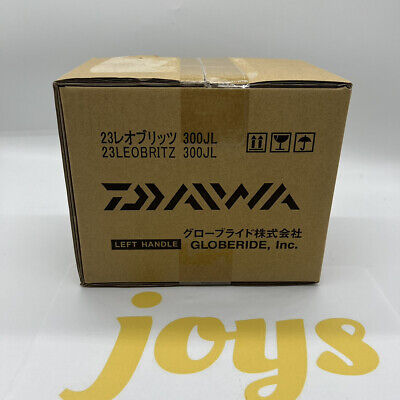 23レオブリッツ 300JL
23LEOBRITZ 300JL
DAIWA
グローブライド株式会社
LEFT HANDLE
GLOBERIDE, Inc.
joys